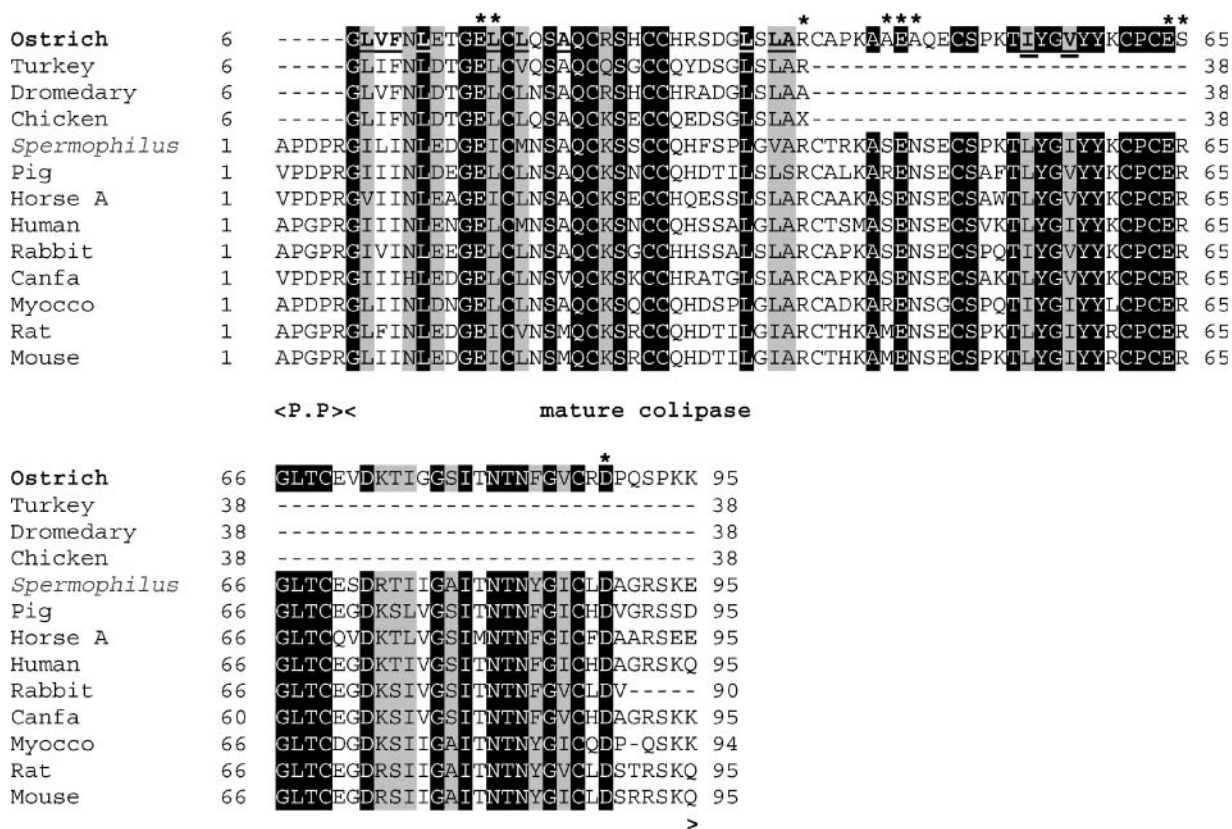 ** * *** **
Ostrich 6 -----GLVFNLETGELCLQSAQCRSHCCHRSDGLSLARCAPKAAEAQECSPKTIYGVYYKCPCES 65
Turkey 6 GLIFNLDTGELCVQSAQCQSGCCQYDSGLSLAR--------------------------- 38
Dromedary 6 GLVFNLDTGELCLNSAQCRSHCCHRADGLSLAA--------------------------- 38
Chicken 6 GLIFNLDTGELCLQSAQCKSECCQEDSGLSLAX--------------------------- 38
Spermophilus 1 APDPRGILINLEDGEICMNSAQCKSSCCQHFSPLGVARCTRKASENSECSPKTLYGIYYKCPCER 65
Pig 1 VPDPRGIIINLDEGELCLNSAQCKSNCCQHDTILSLSRCALKARENSECSAFTLYGIYYKCPCER 65
Horse A 1 VPDPRGVIINLEAGEICLNSAQCKSECCHQESSLSLARCAAKASENSECSAWTLYGVYYKCPCER 65
Human 1 APGPRGIIINLENGELCMNSAQCKSNCCQHSSALGLARCTSMASENSECSVKTLYGIYYKCPCER 65
Rabbit 1 APGPRGIVINLEEGELCLNSAQCKSGCCHHSSALSLARCAPKASENSECSPQTIYGVYYKCPCER 65
Canfa 1 VPDPRGIIIHLEDGELCLNSVQCKSKCCHRATGLSLARCAPKASENSECSAKTLYGVYYKCPCER 65
Myocco 1 APDPRGLIINLDNGELCLNSAQCKSQCCQHDSPLGLARCADKARENSGCSPQTIYGIYYLCPCER 65
Rat 1 APGPRGLFINLEDGEICVNSMQCKSRCCQHDTILGIARCTHKAMENSECSPKTLYGIYYRCPCER 65
Mouse 1 APGPRGLIINLEDGEICLNSMQCKSRCCQHDTILGIARCTHKAMENSECSPKTLYGIYYRCPCER 65
<P.P>< mature colipase
*
Ostrich 66 GLTCEVDKTIGGSITNTNFGVCRDPQSPKK 95
Turkey 38 ------------------------------ 38
Dromedary 38 ------------------------------ 38
Chicken 38 ------------------------------ 38
Spermophilus 66 GLTCESDRTIIGAITNTNYGICLDAGRSKE 95
Pig 66 GLTCEGDKSLVGSITNTNFGICHDVGRSSD 95
Horse A 66 GLTCQVDKTLVGSIMNTNFGICFDAARSEE 95
Human 66 GLTCEGDKTIVGSITNTNFGICHDAGRSKQ 95
Rabbit 66 GLTCEGDKSIVGSITNTNFGVCLDV----- 90
Canfa 60 GLTCEGDKSIVGSITNTNFGVCHDAGRSKK 95
Myocco 66 GLTCDGDKSIIGAITNTNYGICQDP-QSKK 94
Rat 66 GLTCEGDRSIIGAITNTNYGVCLDSTRSKQ 95
Mouse 66 GLTCEGDRSIIGAITNTNYGICLDSRRSKQ 95
>